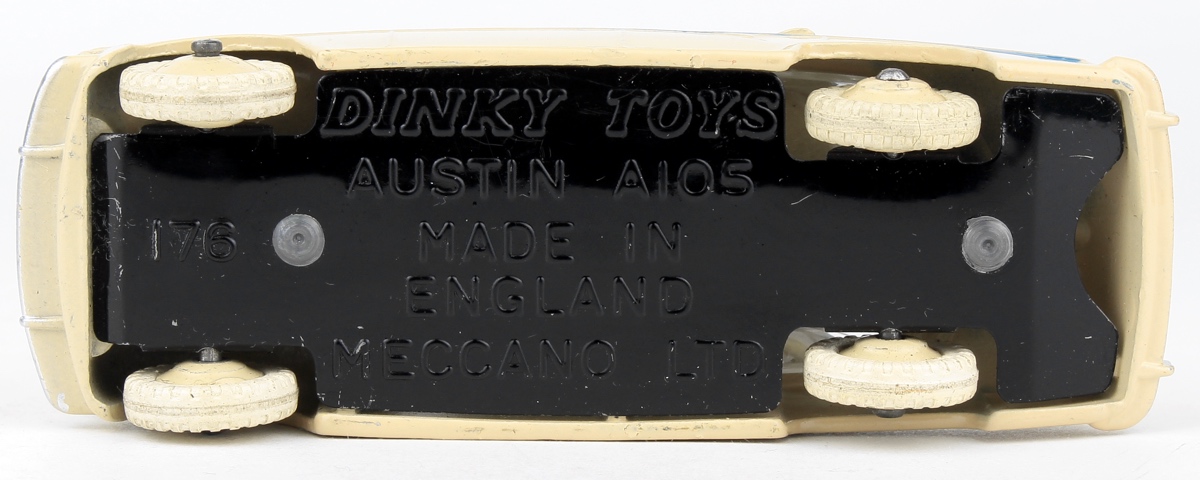 DINKY TOYS
AUSTIN A105
176
MADE IN
ENGLAND
MECCANO LTD